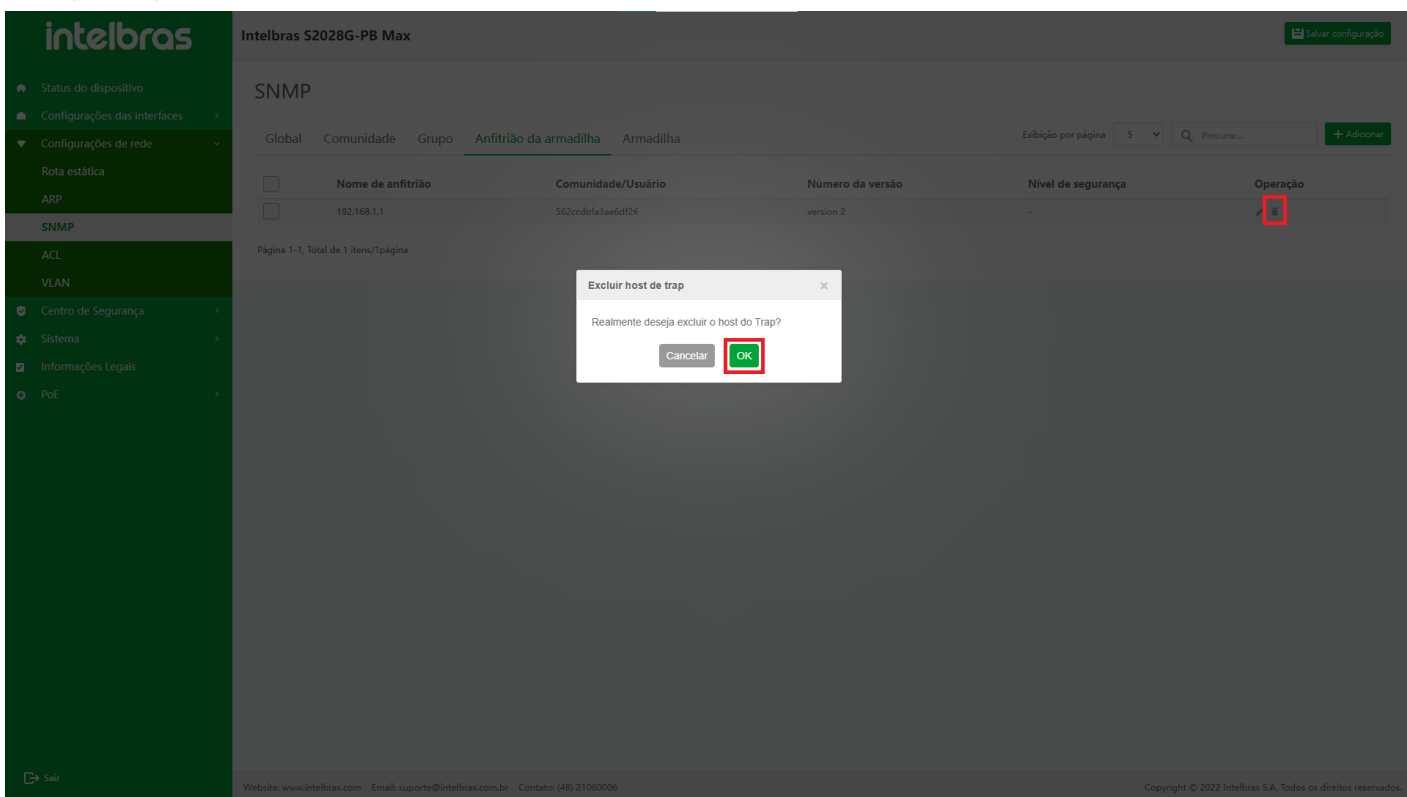 intelbras
Intelbras S2028G-PB Max
Salvar configuração
Status do dispositivo
Configurações das interfaces
Configurações de rede
Rota estática
ARP
SNMP
ACL
VLAN
Centro de Segurança
Sistema
Informações Legais
PoE
Sair
SNMP
Global Comunidade Grupo Anfitrião da armadilha Armadilha
Exibição por página 5 Procurar... + Adicionar
Nome de anfitrião Comunidade/Usuário Número da versão Nível de segurança Operação
192.168.1.1 562ccdbfa3ae6df26 version 2 -
Página 1-1, Total de 1 itens/1página
Excluir host de trap ×
Realmente deseja excluir o host do Trap?
Cancelar OK
Website: www.intelbras.com Email: suporte@intelbras.com.br Contato: (48) 21060006
Copyright © 2022 Intelbras S.A. Todos os direitos reservados.